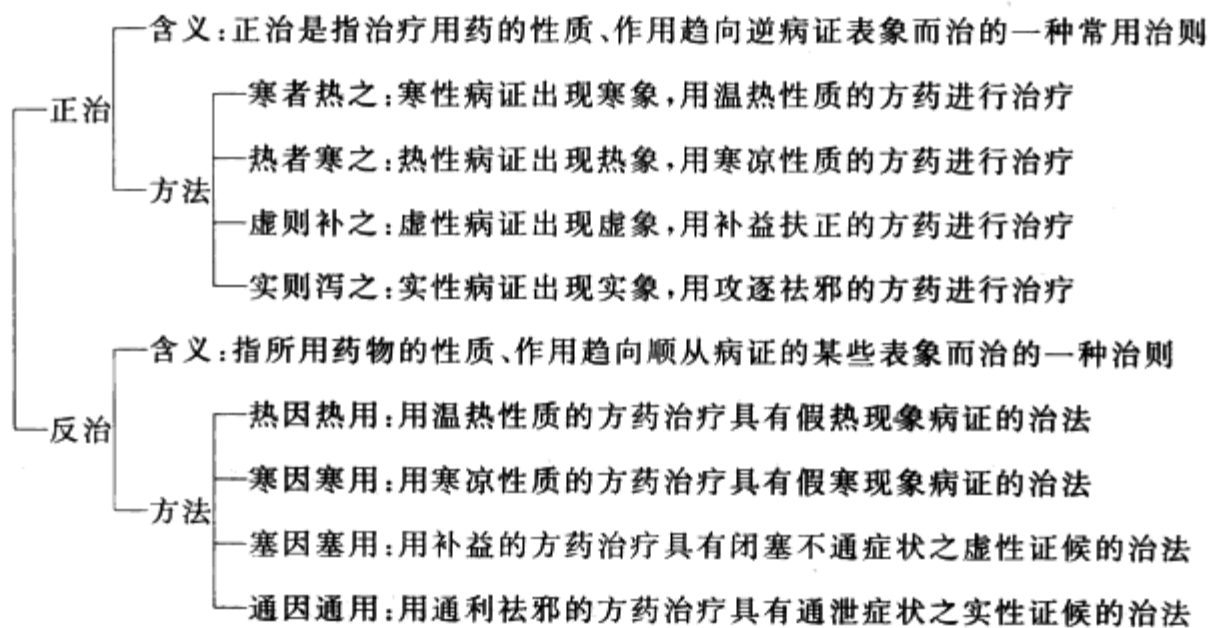 含义:正治是指治疗用药的性质、作用趋向逆病证表象而治的一种常用治则
正治
寒者热之:寒性病证出现寒象,用温热性质的方药进行治疗
热者寒之:热性病证出现热象,用寒凉性质的方药进行治疗
方法
虚则补之:虚性病证出现虚象,用补益扶正的方药进行治疗
实则泻之:实性病证出现实象,用攻逐祛邪的方药进行治疗
含义:指所用药物的性质、作用趋向顺从病证的某些表象而治的一种治则
热因热用:用温热性质的方药治疗具有假热现象病证的治法
反治
寒因寒用:用寒凉性质的方药治疗具有假寒现象病证的治法
方法
塞因塞用:用补益的方药治疗具有闭塞不通症状之虚性证候的治法
通因通用:用通利祛邪的方药治疗具有通泄症状之实性证候的治法